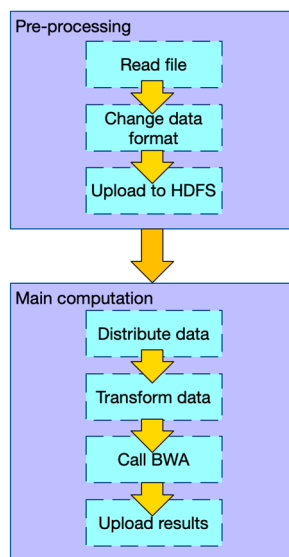 Pre-processing
Read file
Change data
format
Upload to HDFS
Main computation
Distribute data
Transform data
Call BWA
Upload results